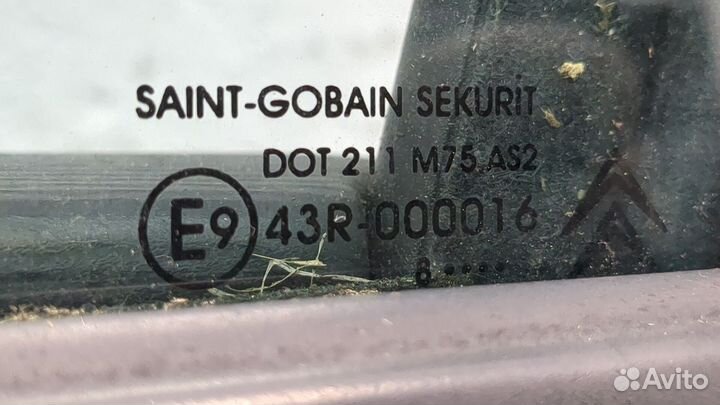 SAINT-GOBAIN SEKURIT
DOT 211 M75 AS2
E9 43R-000016
8 ••••
Avito